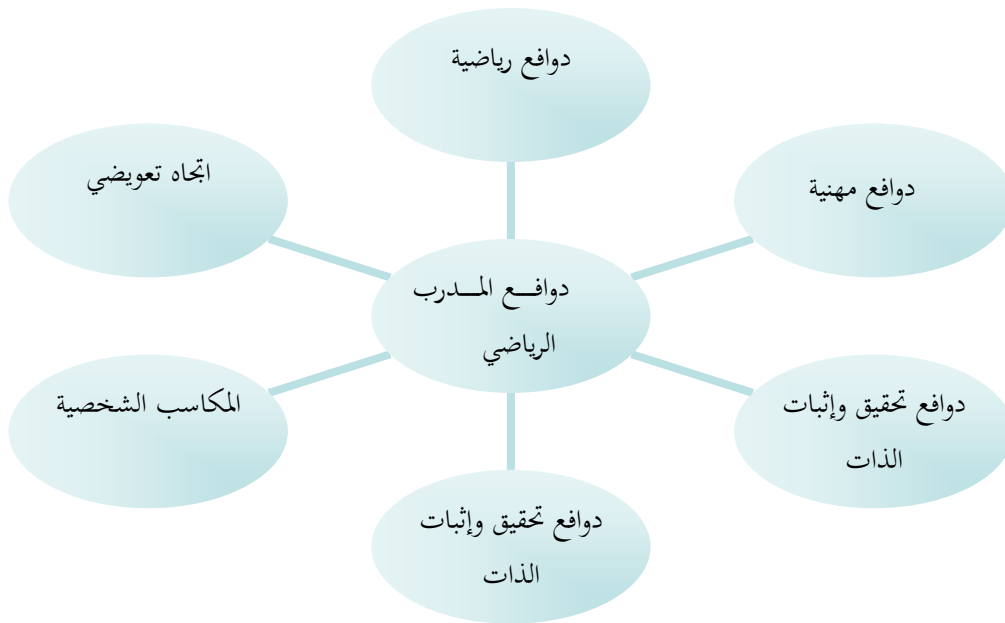 دوافع رياضية
دوافع مهنية
اتجاه تعويضي
دوافـــع المـــدرب
الرياضي
دوافع تحقيق وإثبات
الذات
المكاسب الشخصية
دوافع تحقيق وإثبات
الذات